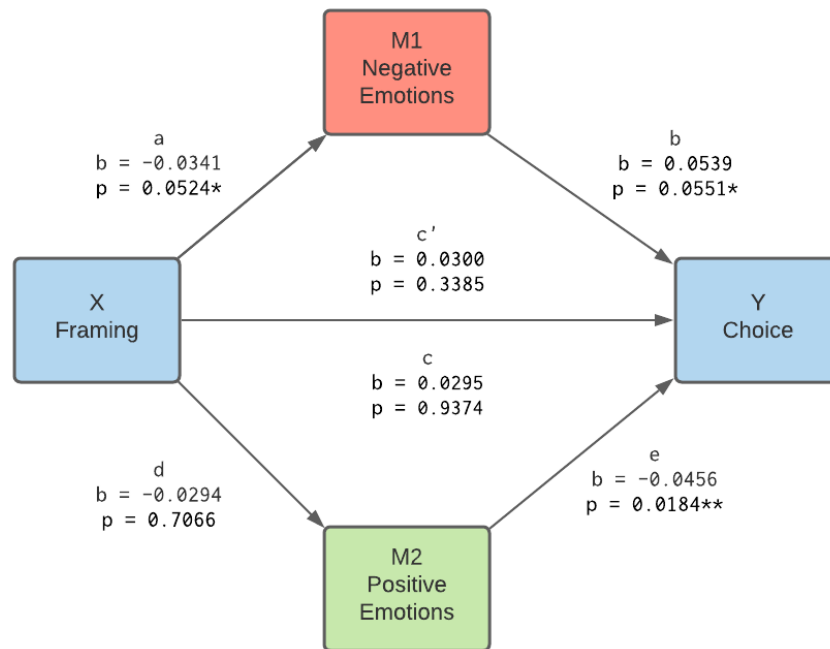 M1
Negative
Emotions
a
b = -0.0341
p = 0.0524*
b
b = 0.0539
p = 0.0551*
c'
b = 0.0300
p = 0.3385
X
Framing
Y
Choice
c
b = 0.0295
p = 0.9374
d
b = -0.0294
p = 0.7066
e
b = -0.0456
p = 0.0184**
M2
Positive
Emotions